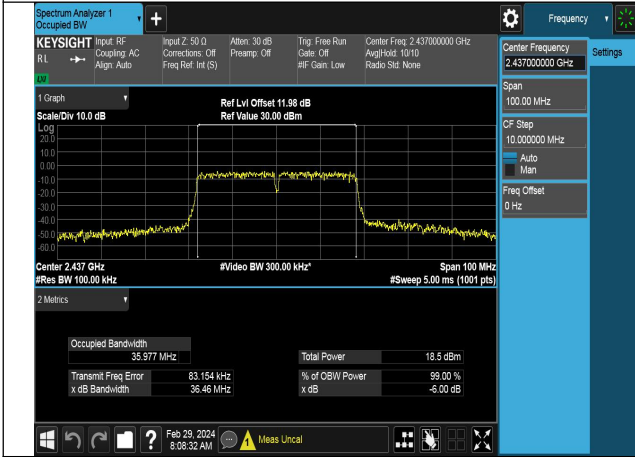 Spectrum Analyzer 1
Occupied BW
+
Frequency
KEYSIGHT
RL
LXI
Input: RF
Coupling: AC
Align: Auto
Input Z: 50 Ω
Corrections: Off
Freq Ref: Int (S)
Atten: 30 dB
Preamp: Off
Trig: Free Run
Gate: Off
#IF Gain: Low
Center Freq: 2.437000000 GHz
Avg|Hold: 10/10
Radio Std: None
1 Graph
Scale/Div 10.0 dB
Ref Lvl Offset 11.98 dB
Ref Value 30.00 dBm
Log
20.0
10.0
0.00
-10.0
-20.0
-30.0
-40.0
-50.0
-60.0
Center 2.437 GHz
#Res BW 100.00 kHz
#Video BW 300.00 kHz*
Span 100 MHz
#Sweep 5.00 ms (1001 pts)
2 Metrics
Occupied Bandwidth
35.977 MHz
Transmit Freq Error 83.154 kHz
x dB Bandwidth 36.46 MHz
Total Power 18.5 dBm
% of OBW Power 99.00 %
x dB -6.00 dB
Center Frequency
2.437000000 GHz
Settings
Span
100.00 MHz
CF Step
10.000000 MHz
Auto
Man
Freq Offset
0 Hz
?
Feb 29, 2024
8:08:32 AM
Meas Uncal